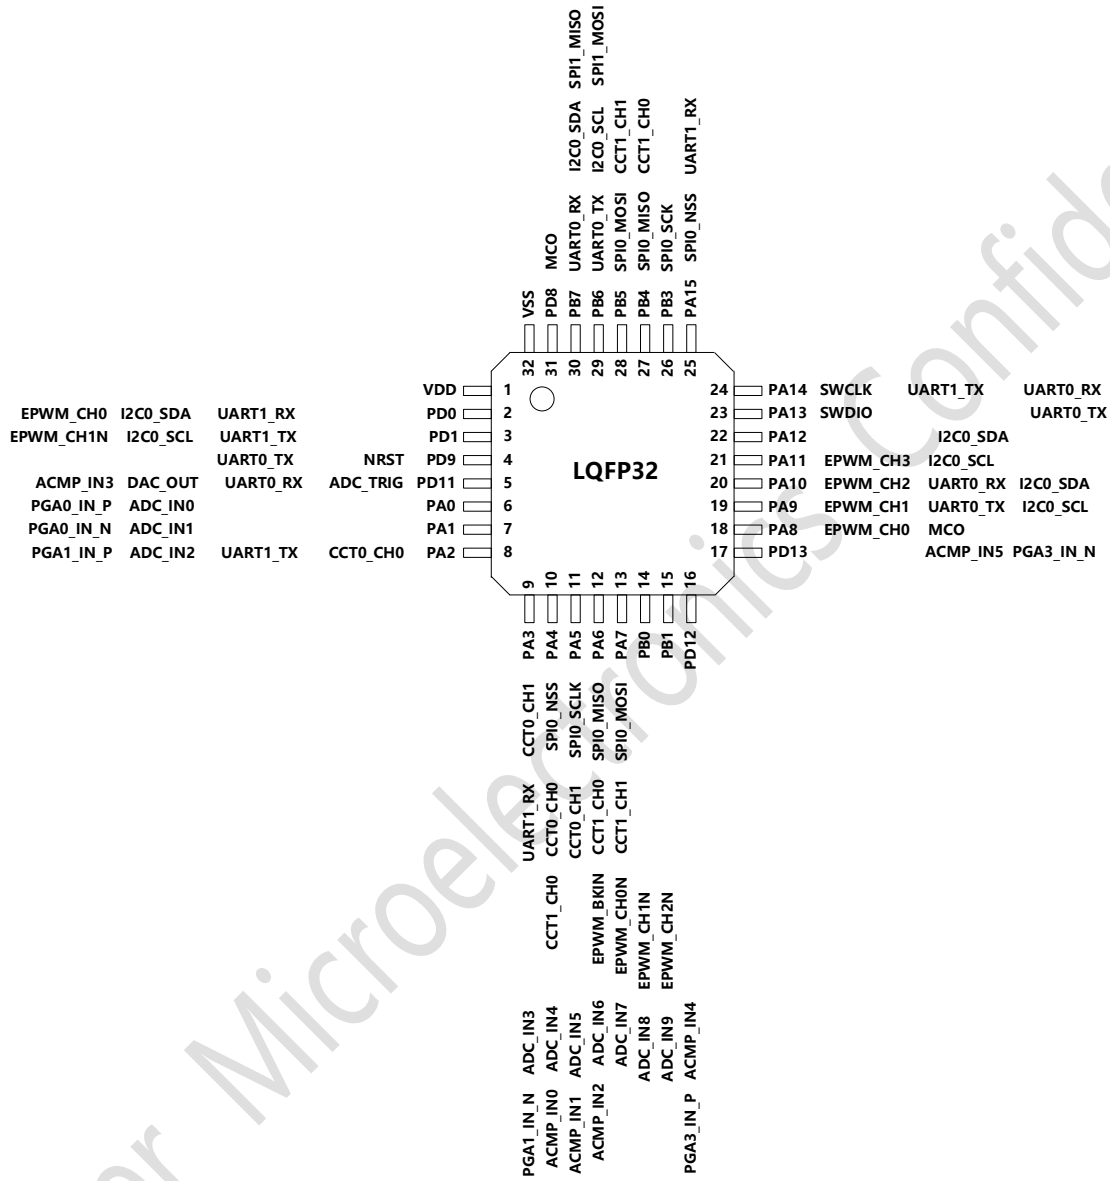 SPI1_MISO SPI1_MOSI
I2C0_SDA I2C0_SCL CCT1_CH1 CCT1_CH0 UART1_RX
MCO UART0_RX UART0_TX SPI0_MOSI SPI0_MISO SPI0_SCK SPI0_NSS
VSS PD8 PB7 PB6 PB5 PB4 PB3 PA15
32 31 30 29 28 27 26 25
VDD 1
EPWM_CH0 I2C0_SDA UART1_RX PD0 2
EPWM_CH1N I2C0_SCL UART1_TX PD1 3
UART0_TX NRST PD9 4
ACMP_IN3 DAC_OUT UART0_RX ADC_TRIG PD11 5
PGA0_IN_P ADC_IN0 PA0 6
PGA0_IN_N ADC_IN1 PA1 7
PGA1_IN_P ADC_IN2 UART1_TX CCT0_CH0 PA2 8
LQFP32
24 PA14 SWCLK UART1_TX UART0_RX
23 PA13 SWDIO UART0_TX
22 PA12 I2C0_SDA
21 PA11 EPWM_CH3 I2C0_SCL
20 PA10 EPWM_CH2 UART0_RX I2C0_SDA
19 PA9 EPWM_CH1 UART0_TX I2C0_SCL
18 PA8 EPWM_CH0 MCO
17 PD13 ACMP_IN5 PGA3_IN_N
9 10 11 12 13 14 15 16
PA3 PA4 PA5 PA6 PA7 PB0 PB1 PD12
CCT0_CH1 SPI0_NSS SPI0_SCLK SPI0_MISO SPI0_MOSI
UART1_RX CCT0_CH0 CCT0_CH1 CCT1_CH0 CCT1_CH1
CCT1_CH0 EPWM_BKIN EPWM_CH0N EPWM_CH1N EPWM_CH2N
ADC_IN3 ADC_IN4 ADC_IN5 ADC_IN6 ADC_IN7 ADC_IN8 ADC_IN9 ACMP_IN4
PGA1_IN_N ACMP_IN0 ACMP_IN1 ACMP_IN2 PGA3_IN_P
Microelectronics